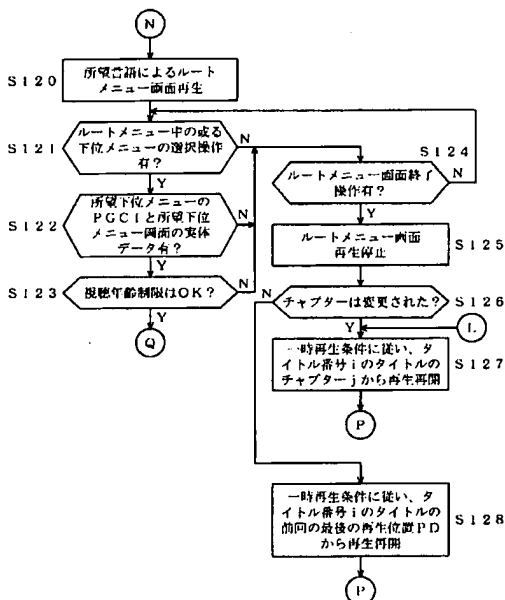 N
S120
所望言語によるルート
メニュー画面再生
S121
ルートメニュー中の或る
下位メニューの選択操作
有?
N
Y
S122
所望下位メニューの
PGCIと所望下位
メニュー画面の実体
データ有?
N
Y
S123
視聴年齢制限はOK?
N
Y
Q
S124
ルートメニュー画面終了
操作有?
N
Y
ルートメニュー画面
再生停止
S125
N
チャプターは変更された?
S126
Y
L
一時再生条件に従い、タ
イトル番号iのタイトルの
チャプターjから再生再開
S127
P
一時再生条件に従い、タ
イトル番号iのタイトルの
前回の最後の再生位置PD
から再生再開
S128
P